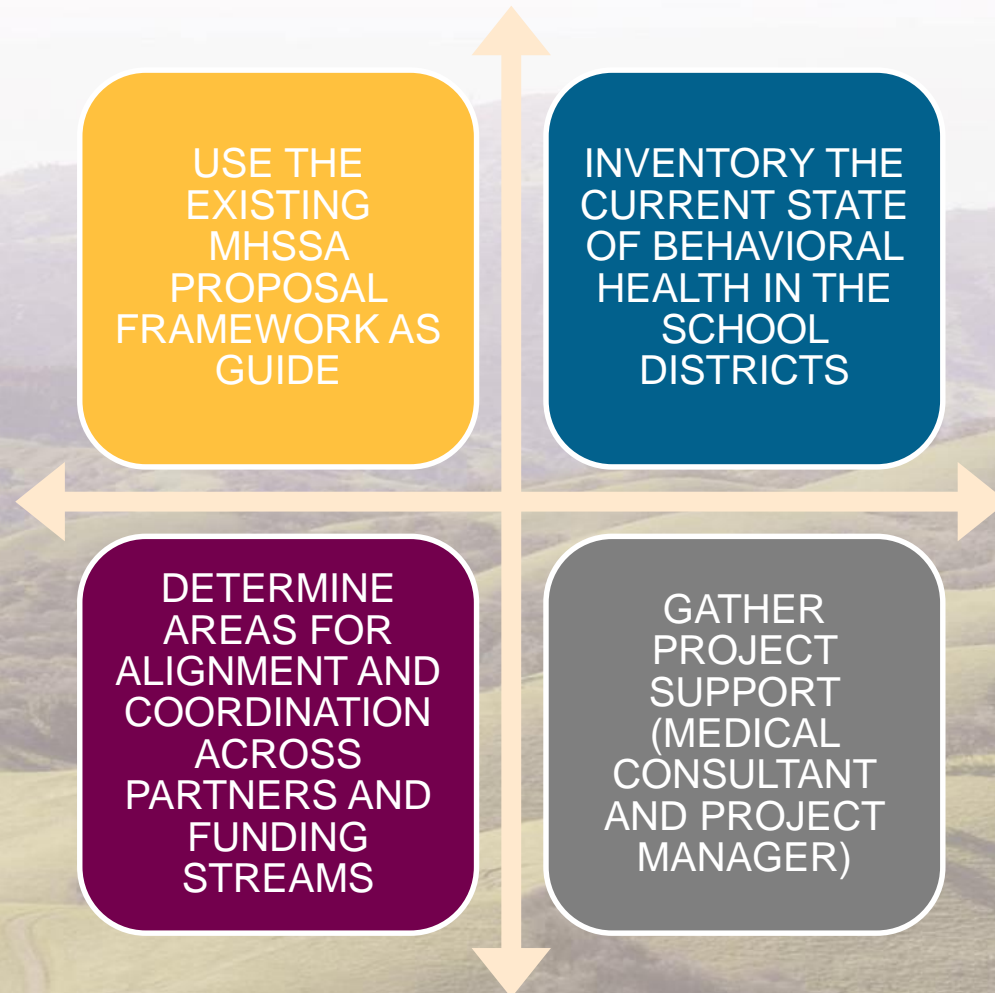 USE THE
EXISTING
MHSSA
PROPOSAL
FRAMEWORK AS
GUIDE
INVENTORY THE
CURRENT STATE
OF BEHAVIORAL
HEALTH IN THE
SCHOOL
DISTRICTS
DETERMINE
AREAS FOR
ALIGNMENT AND
COORDINATION
ACROSS
PARTNERS AND
FUNDING
STREAMS
GATHER
PROJECT
SUPPORT
(MEDICAL
CONSULTANT
AND PROJECT
MANAGER)